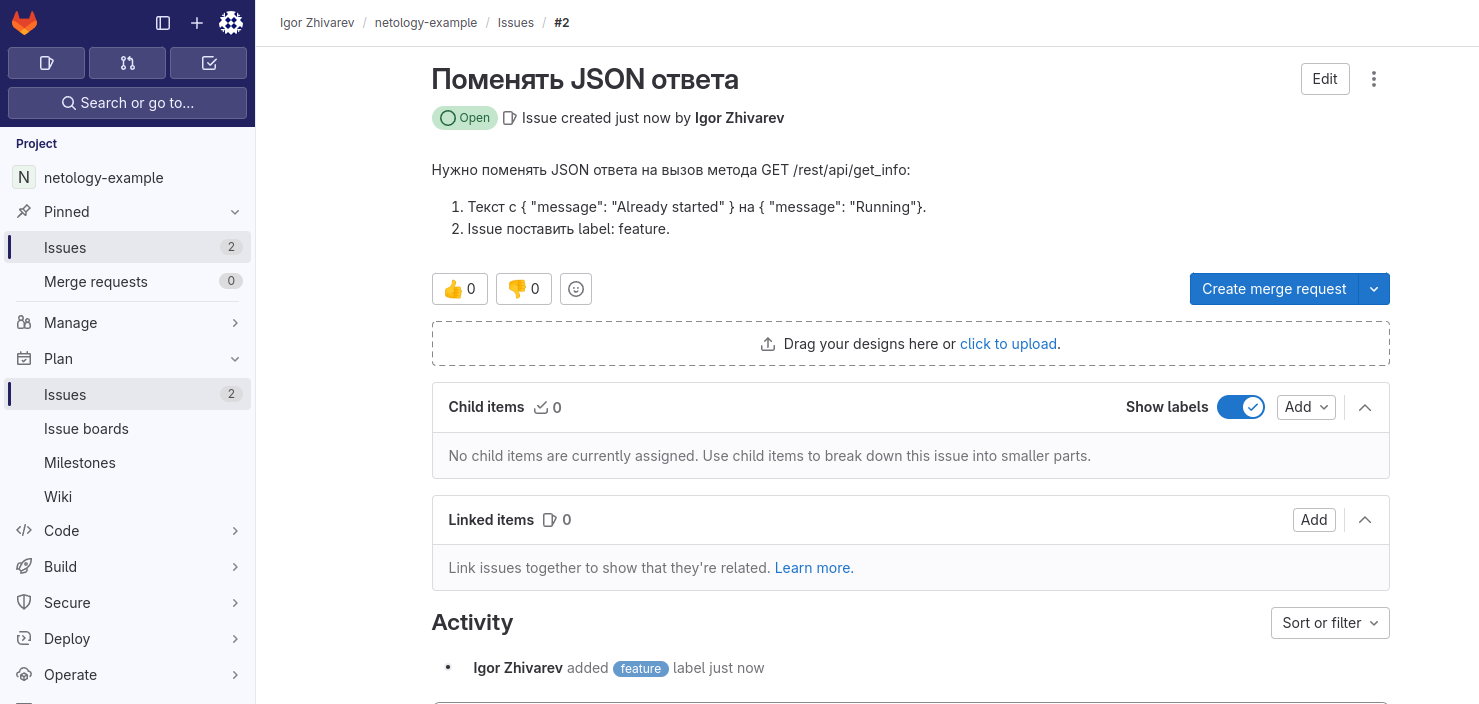 Igor Zhivarev / netology-example / Issues / #2
Search or go to...
Project
N netology-example
Pinned
Issues 2
Merge requests 0
Manage
Plan
Issues 2
Issue boards
Milestones
Wiki
Code
Build
Secure
Deploy
Operate
Поменять JSON ответа
Edit
Open Issue created just now by Igor Zhivarev
Нужно поменять JSON ответа на вызов метода GET /rest/api/get_info:
1. Текст с { "message": "Already started" } на { "message": "Running"}.
2. Issue поставить label: feature.
0 0
Create merge request
Drag your designs here or click to upload.
Child items 0
Show labels Add
No child items are currently assigned. Use child items to break down this issue into smaller parts.
Linked items 0
Add
Link issues together to show that they're related. Learn more.
Activity
Sort or filter
• Igor Zhivarev added feature label just now